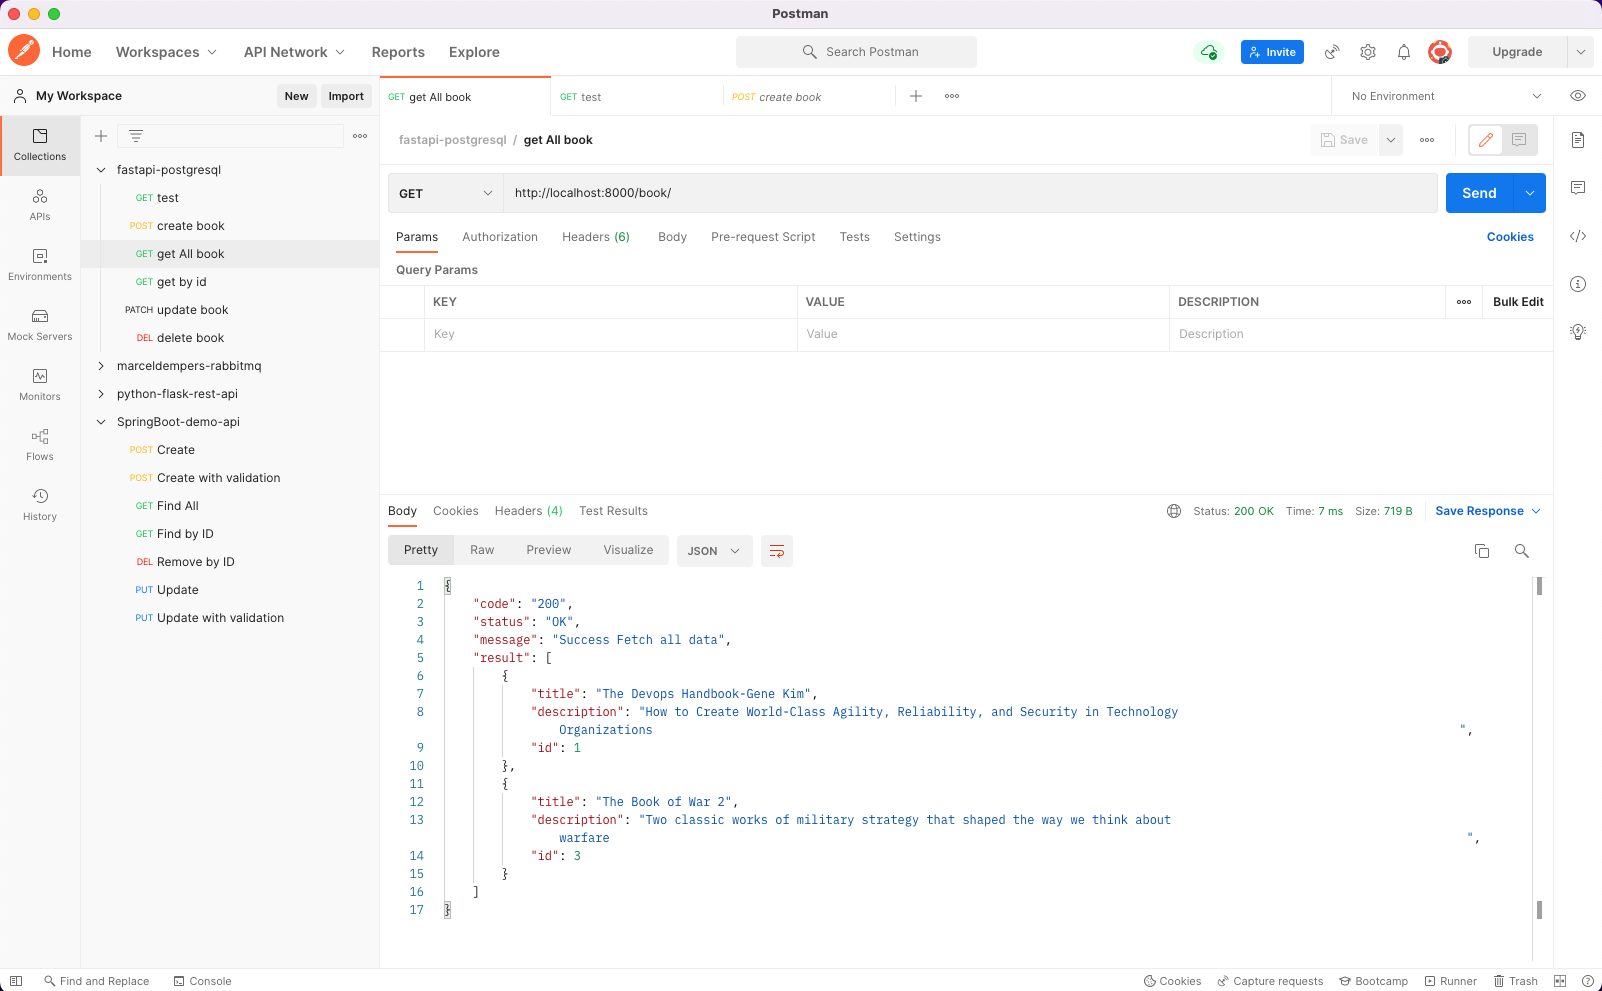 Postman
Home Workspaces API Network Reports Explore
Search Postman
Invite
Upgrade
My Workspace
New Import
GET get All book
GET test
POST create book
No Environment
Collections
APIs
Environments
Mock Servers
Monitors
Flows
History
fastapi-postgresql
GET test
POST create book
GET get All book
GET get by id
PATCH update book
DEL delete book
marceldempers-rabbitmq
python-flask-rest-api
SpringBoot-demo-api
POST Create
POST Create with validation
GET Find All
GET Find by ID
DEL Remove by ID
PUT Update
PUT Update with validation
fastapi-postgresql / get All book
Save
GET http://localhost:8000/book/
Send
Params Authorization Headers (6) Body Pre-request Script Tests Settings
Cookies
Query Params
KEY VALUE DESCRIPTION
Bulk Edit
Key Value Description
Body Cookies Headers (4) Test Results
Status: 200 OK Time: 7 ms Size: 719 B
Save Response
Pretty Raw Preview Visualize
JSON
1 {
2 "code": "200",
3 "status": "OK",
4 "message": "Success Fetch all data",
5 "result": [
6 {
7 "title": "The Devops Handbook-Gene Kim",
8 "description": "How to Create World-Class Agility, Reliability, and Security in Technology
Organizations ",
9 "id": 1
10 },
11 {
12 "title": "The Book of War 2",
13 "description": "Two classic works of military strategy that shaped the way we think about
warfare ",
14 "id": 3
15 }
16 ]
17 }
Find and Replace Console
Cookies Capture requests Bootcamp Runner Trash